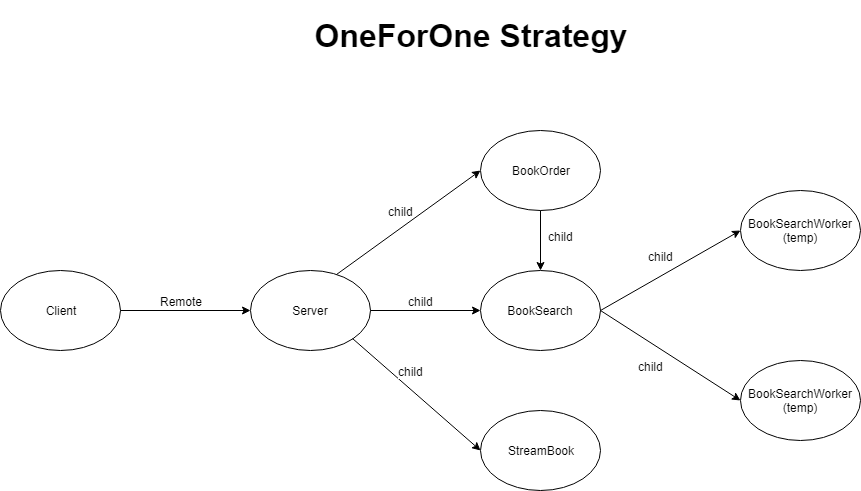 OneForOne Strategy
BookOrder
child
child
BookSearchWorker
(temp)
child
Client
Remote
Server
child
BookSearch
child
child
BookSearchWorker
(temp)
StreamBook